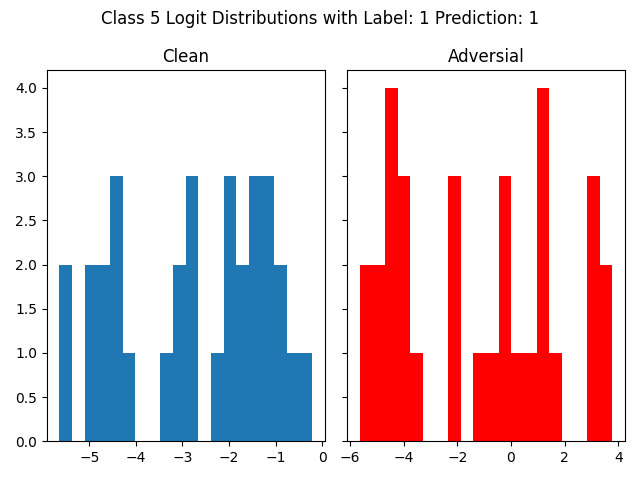 Class 5 Logit Distributions with Label: 1 Prediction: 1
Clean
Adversial
4.0
3.5
3.0
2.5
2.0
1.5
1.0
0.5
0.0
−5 −4 −3 −2 −1 0
−6 −4 −2 0 2 4